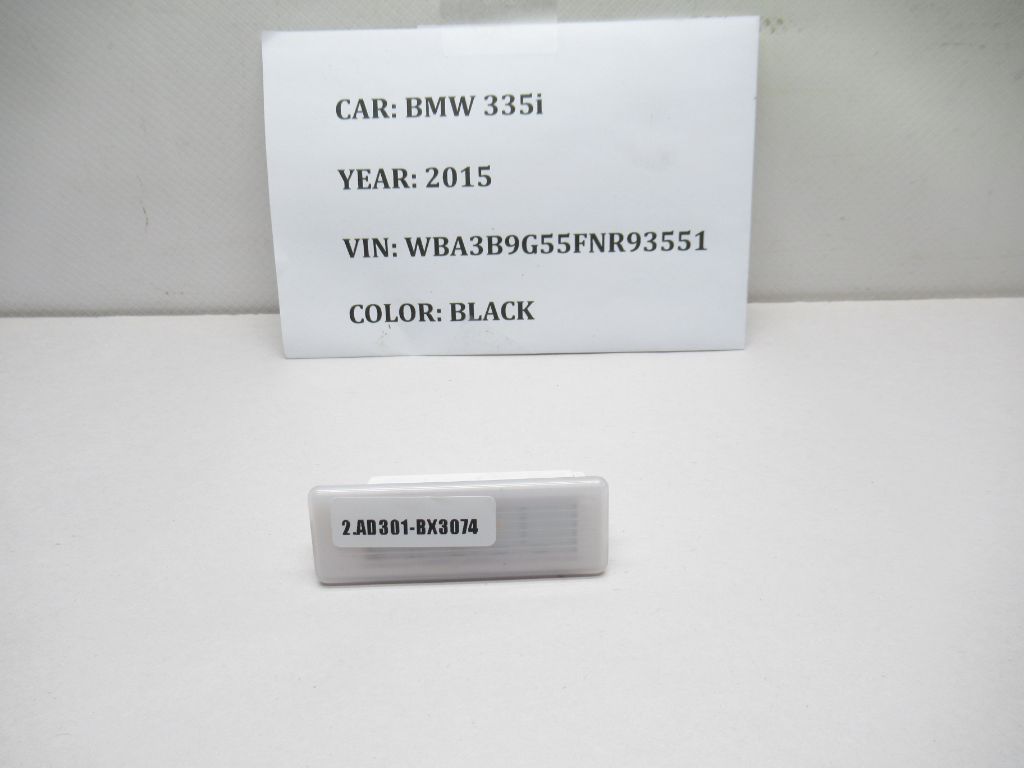 CAR: BMW 335i
YEAR: 2015
VIN: WBA3B9G55FNR93551
COLOR: BLACK
2.AD301-BX3074